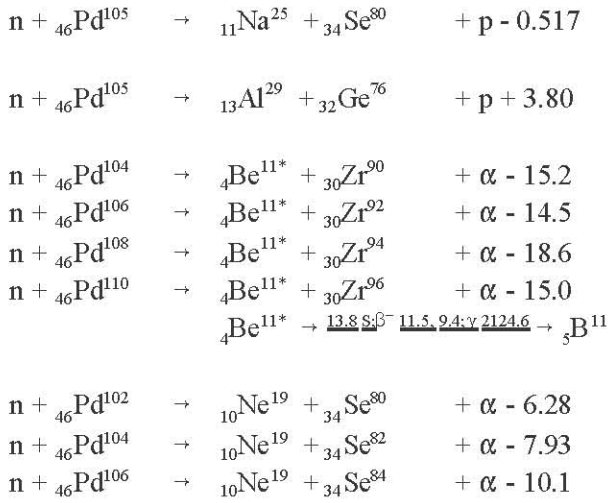 n + ₄₆Pd¹⁰⁵ → ₁₁Na²⁵ + ₃₄Se⁸⁰ + p - 0.517
n + ₄₆Pd¹⁰⁵ → ₁₃Al²⁹ + ₃₂Ge⁷⁶ + p + 3.80
n + ₄₆Pd¹⁰⁴ → ₄Be¹¹* + ₃₀Zr⁹⁰ + α - 15.2
n + ₄₆Pd¹⁰⁶ → ₄Be¹¹* + ₃₀Zr⁹² + α - 14.5
n + ₄₆Pd¹⁰⁸ → ₄Be¹¹* + ₃₀Zr⁹⁴ + α - 18.6
n + ₄₆Pd¹¹⁰ → ₄Be¹¹* + ₃₀Zr⁹⁶ + α - 15.0
₄Be¹¹* → 13.8 S;β⁻ 11.5, 9.4; γ 2124.6 → ₅B¹¹
n + ₄₆Pd¹⁰² → ₁₀Ne¹⁹ + ₃₄Se⁸⁰ + α - 6.28
n + ₄₆Pd¹⁰⁴ → ₁₀Ne¹⁹ + ₃₄Se⁸² + α - 7.93
n + ₄₆Pd¹⁰⁶ → ₁₀Ne¹⁹ + ₃₄Se⁸⁴ + α - 10.1